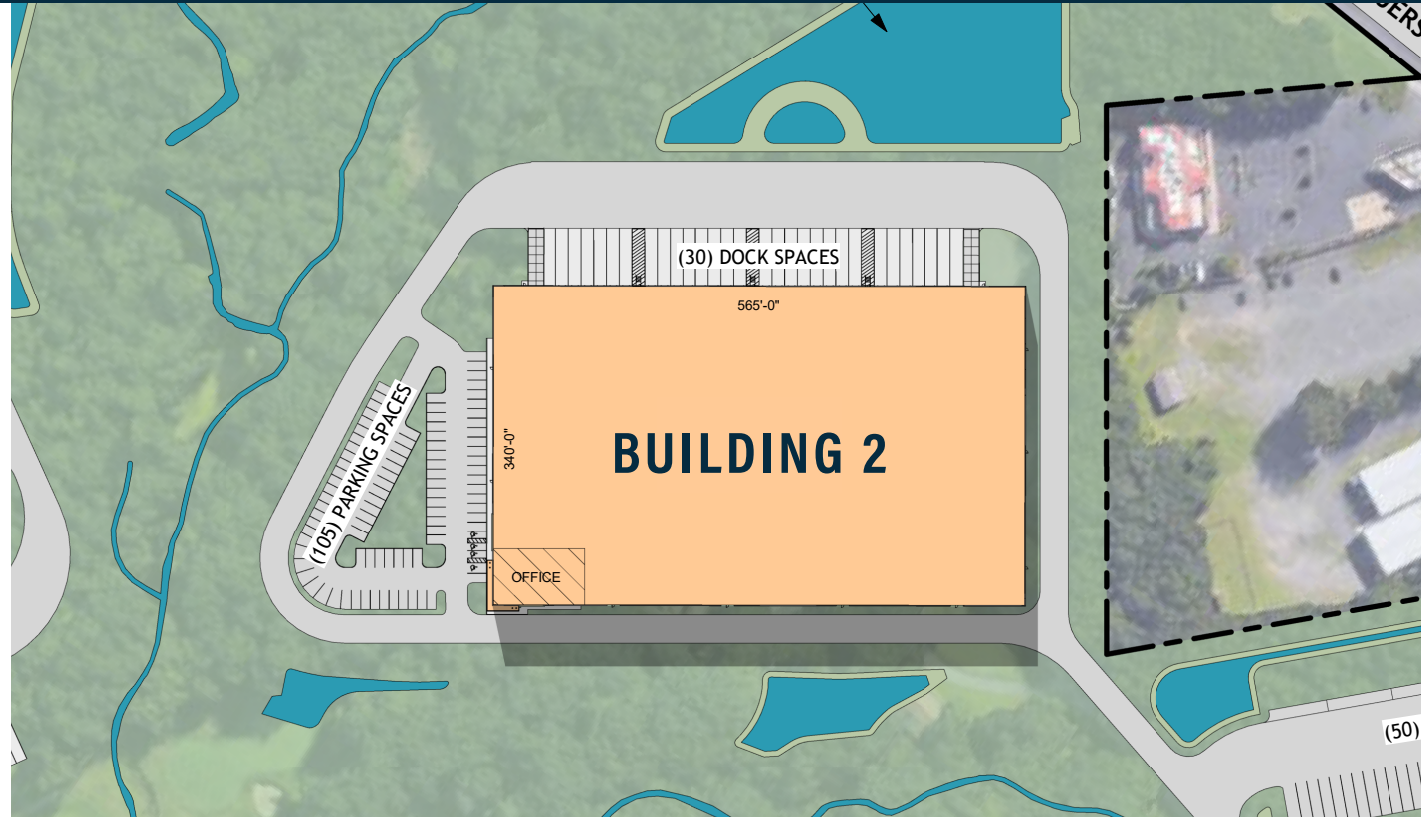 (30) DOCK SPACES
565'-0"
(105) PARKING SPACES
340'-0"
BUILDING 2
OFFICE
(50)